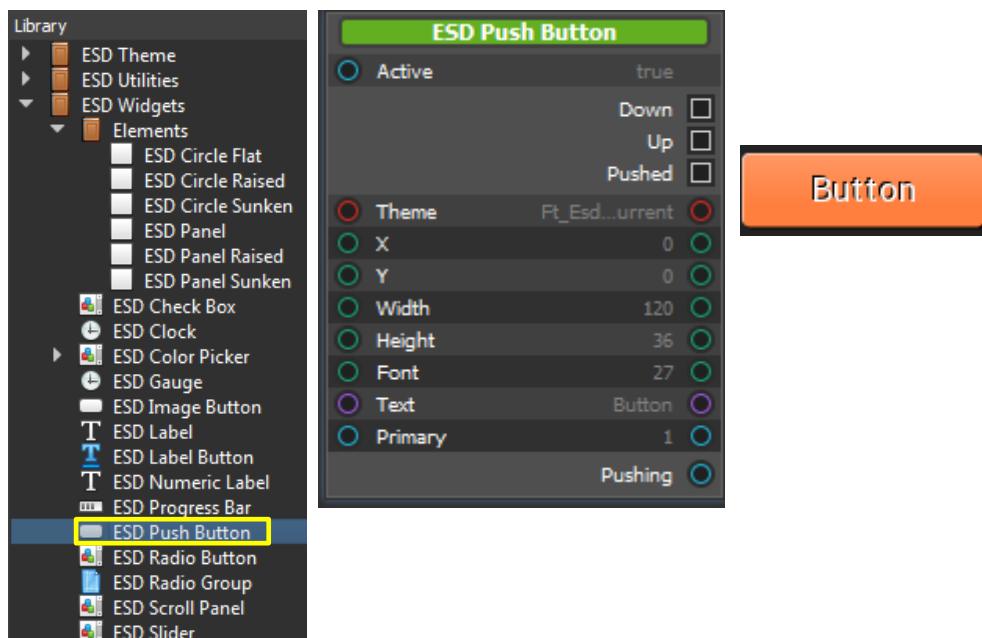 Library
ESD Theme
ESD Utilities
ESD Widgets
Elements
ESD Circle Flat
ESD Circle Raised
ESD Circle Sunken
ESD Panel
ESD Panel Raised
ESD Panel Sunken
ESD Check Box
ESD Clock
ESD Color Picker
ESD Gauge
ESD Image Button
T ESD Label
T ESD Label Button
T ESD Numeric Label
ESD Progress Bar
ESD Push Button
ESD Radio Button
ESD Radio Group
ESD Scroll Panel
ESD Slider
ESD Push Button
Active true
Down
Up
Pushed
Theme Ft_Esd...urrent
X 0
Y 0
Width 120
Height 36
Font 27
Text Button
Primary 1
Pushing
Button